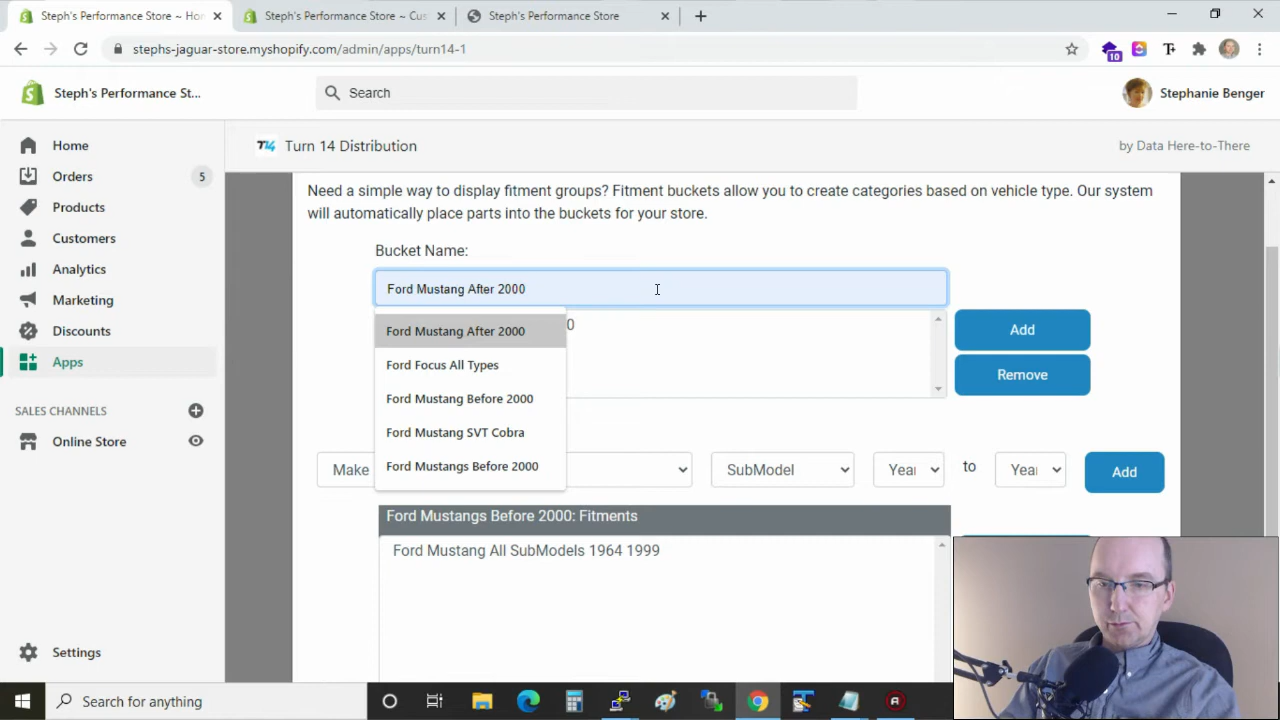 Steph's Performance Store ~ Hor
Steph's Performance Store ~ Cus
Steph's Performance Store
stephs-jaguar-store.myshopify.com/admin/apps/turn14-1
10
T+
Steph's Performance St...
Search
Stephanie Benger
Home
Orders
5
Products
Customers
Analytics
Marketing
Discounts
Apps
SALES CHANNELS
Online Store
Settings
T14
Turn 14 Distribution
by Data Here-to-There
Need a simple way to display fitment groups? Fitment buckets allow you to create categories based on vehicle type. Our system
will automatically place parts into the buckets for your store.
Bucket Name:
Ford Mustang After 2000
0
Ford Mustang After 2000
Ford Focus All Types
Ford Mustang Before 2000
Ford Mustang SVT Cobra
Ford Mustangs Before 2000
Add
Remove
Make
SubModel
Year
to
Year
Add
Ford Mustangs Before 2000: Fitments
Ford Mustang All SubModels 1964 1999
Search for anything